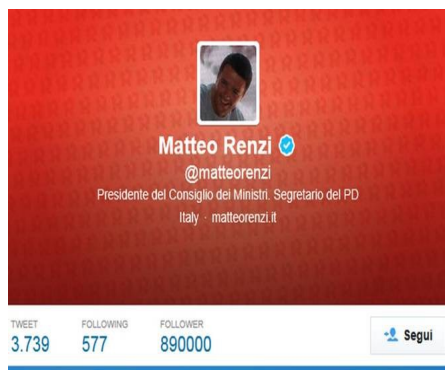 Matteo Renzi
@matteorenzi
Presidente del Consiglio dei Ministri. Segretario del PD
Italy · matteorenzi.it
TWEET FOLLOWING FOLLOWER
3.739 577 890000
Segui